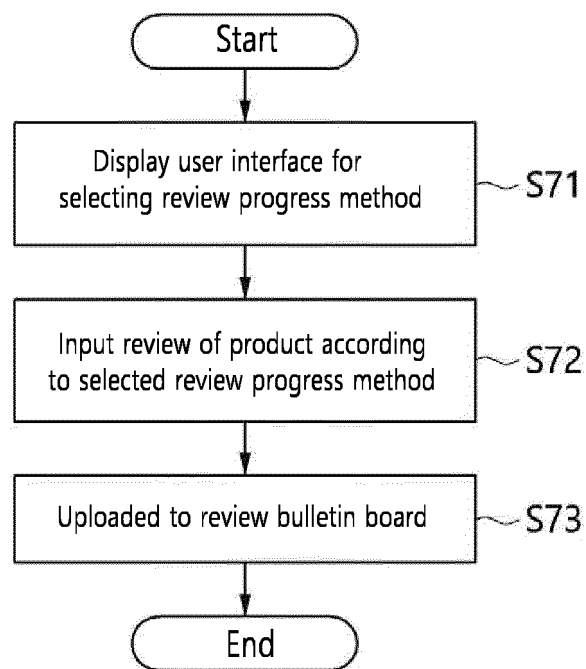 Start
Display user interface for
selecting review progress method
S71
Input review of product according
to selected review progress method
S72
Uploaded to review bulletin board
S73
End